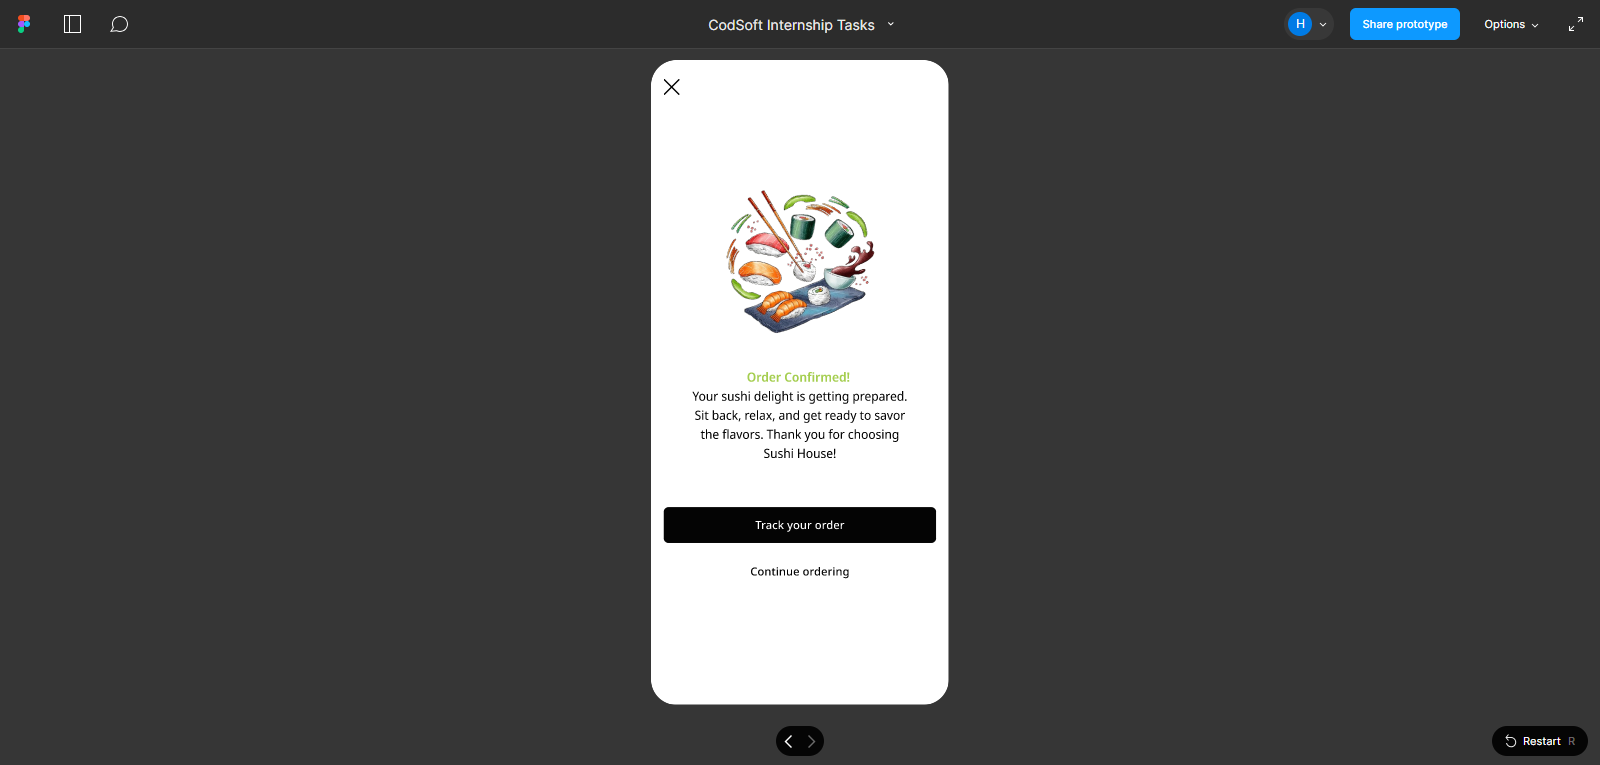 CodSoft Internship Tasks
H
Share prototype
Options
Order Confirmed!
Your sushi delight is getting prepared.
Sit back, relax, and get ready to savor
the flavors. Thank you for choosing
Sushi House!
Track your order
Continue ordering
Restart R